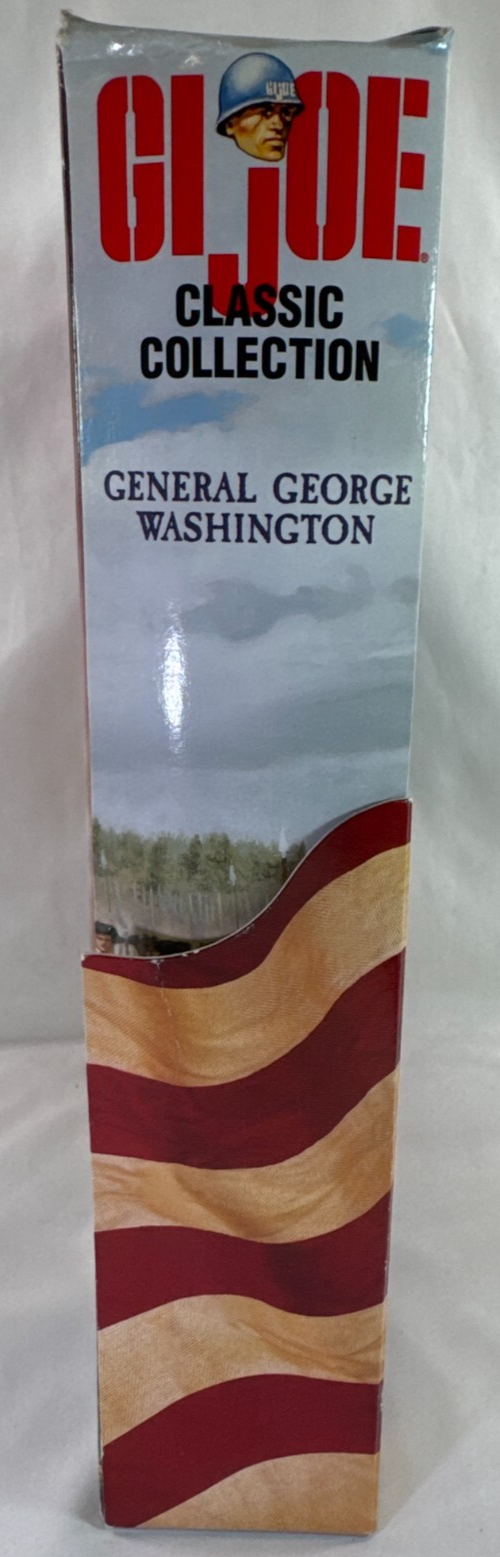 GI JOE®
CLASSIC
COLLECTION
GENERAL GEORGE
WASHINGTON